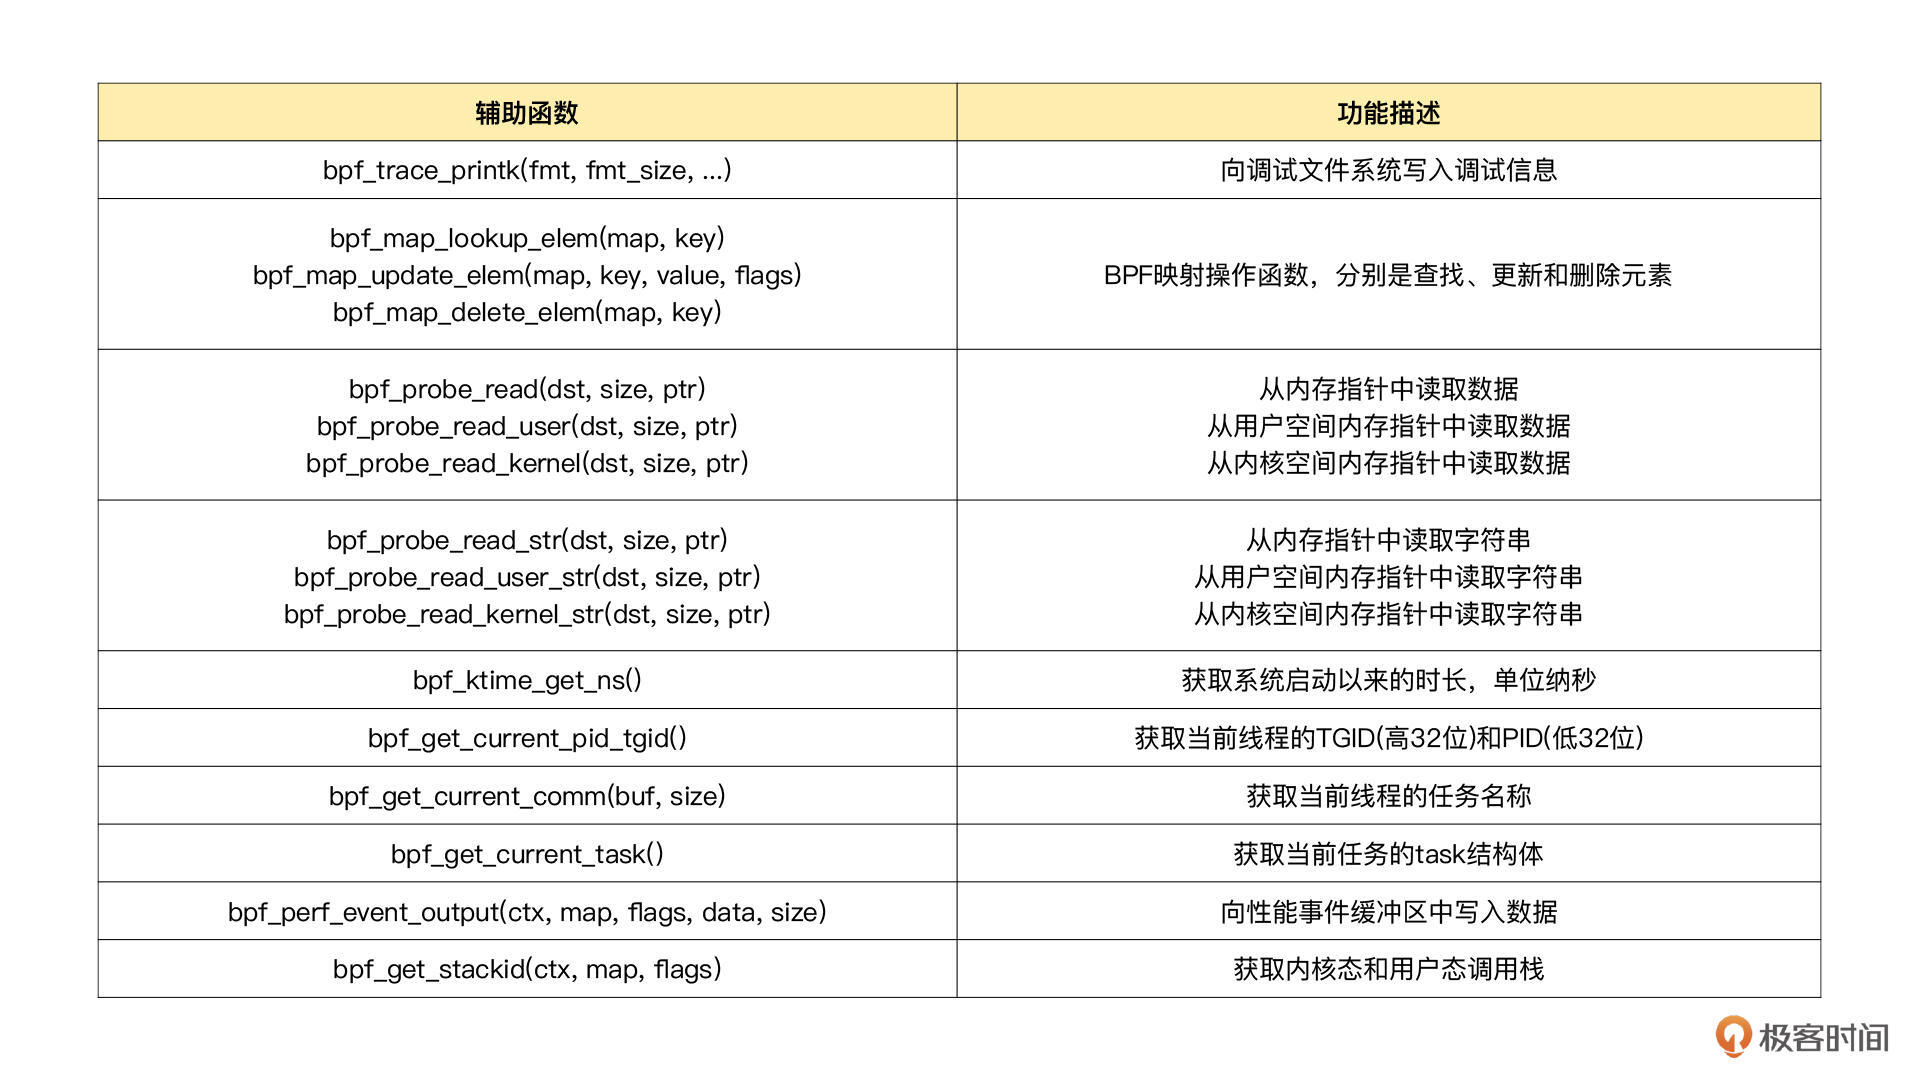 辅助函数
功能描述
bpf_trace_printk(fmt, fmt_size, ...)
向调试文件系统写入调试信息
bpf_map_lookup_elem(map, key)
bpf_map_update_elem(map, key, value, flags)
bpf_map_delete_elem(map, key)
BPF映射操作函数，分别是查找、更新和删除元素
bpf_probe_read(dst, size, ptr)
bpf_probe_read_user(dst, size, ptr)
bpf_probe_read_kernel(dst, size, ptr)
从内存指针中读取数据
从用户空间内存指针中读取数据
从内核空间内存指针中读取数据
bpf_probe_read_str(dst, size, ptr)
bpf_probe_read_user_str(dst, size, ptr)
bpf_probe_read_kernel_str(dst, size, ptr)
从内存指针中读取字符串
从用户空间内存指针中读取字符串
从内核空间内存指针中读取字符串
bpf_ktime_get_ns()
获取系统启动以来的时长，单位纳秒
bpf_get_current_pid_tgid()
获取当前线程的TGID(高32位)和PID(低32位)
bpf_get_current_comm(buf, size)
获取当前线程的任务名称
bpf_get_current_task()
获取当前任务的task结构体
bpf_perf_event_output(ctx, map, flags, data, size)
向性能事件缓冲区中写入数据
bpf_get_stackid(ctx, map, flags)
获取内核态和用户态调用栈
极客时间